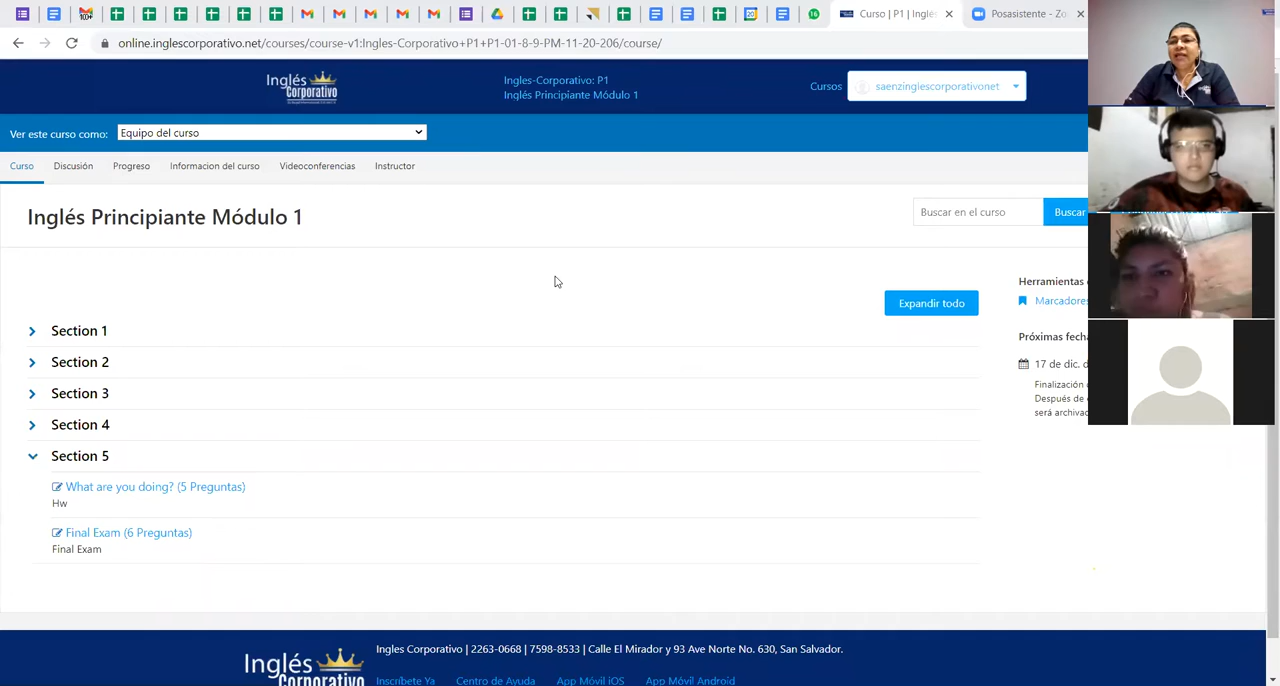 Curso | P1 | Inglés
Posasistente - Zo
online.inglescorporativo.net/courses/course-v1:Ingles-Corporativo+P1+P1-01-8-9-PM-11-20-206/course/
Inglés
Corporativo
Ingles-Corporativo: P1
Inglés Principiante Módulo 1
Cursos
saenzinglescorporativonet
Ver este curso como:
Equipo del curso
Curso
Discusión
Progreso
Informacion del curso
Videoconferencias
Instructor
Inglés Principiante Módulo 1
Buscar en el curso
Buscar
Expandir todo
Section 1
Section 2
Section 3
Section 4
Section 5
What are you doing? (5 Preguntas)
Hw
Final Exam (6 Preguntas)
Final Exam
Herramientas
Marcadores
Próximas fech
17 de dic. d
Finalización
Después de
será archiva
Inglés
Corporativo
Ingles Corporativo | 2263-0668 | 7598-8533 | Calle El Mirador y 93 Ave Norte No. 630, San Salvador.
Inscríbete Ya
Centro de Ayuda
App Móvil iOS
App Móvil Android